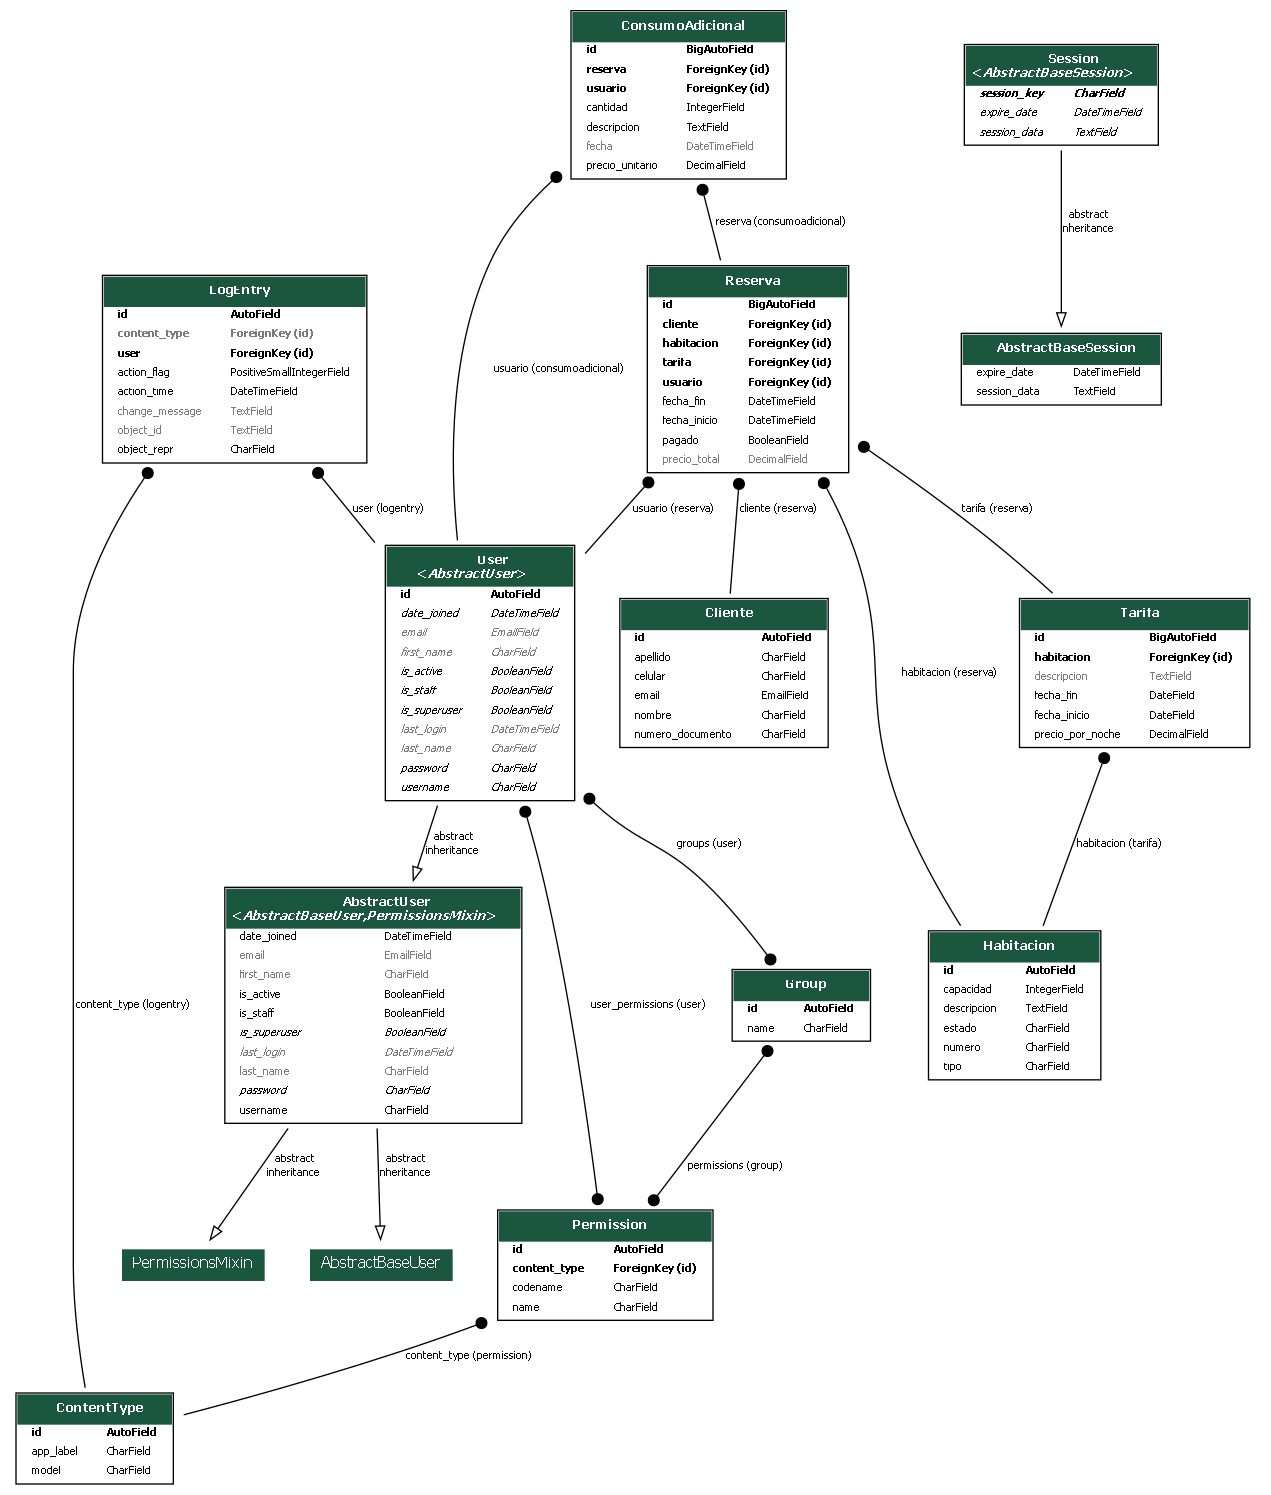 ConsumoAdicional
id BigAutoField
reserva ForeignKey (id)
usuario ForeignKey (id)
cantidad IntegerField
descripcion TextField
fecha DateTimeField
precio_unitario DecimalField
Session
<AbstractBaseSession>
session_key CharField
expire_date DateTimeField
session_data TextField
reserva (consumoadicional)
abstract
inheritance
LogEntry
id AutoField
content_type ForeignKey (id)
user ForeignKey (id)
action_flag PositiveSmallIntegerField
action_time DateTimeField
change_message TextField
object_id TextField
object_repr CharField
Reserva
id BigAutoField
cliente ForeignKey (id)
habitacion ForeignKey (id)
tarifa ForeignKey (id)
usuario ForeignKey (id)
fecha_fin DateTimeField
fecha_inicio DateTimeField
pagado BooleanField
precio_total DecimalField
AbstractBaseSession
expire_date DateTimeField
session_data TextField
usuario (consumoadicional)
user (logentry)
usuario (reserva)
cliente (reserva)
tarifa (reserva)
User
<AbstractUser>
id AutoField
date_joined DateTimeField
email EmailField
first_name CharField
is_active BooleanField
is_staff BooleanField
is_superuser BooleanField
last_login DateTimeField
last_name CharField
password CharField
username CharField
Cliente
id AutoField
apellido CharField
celular CharField
email EmailField
nombre CharField
numero_documento CharField
habitacion (reserva)
Tarifa
id BigAutoField
habitacion ForeignKey (id)
descripcion TextField
fecha_fin DateField
fecha_inicio DateField
precio_por_noche DecimalField
abstract
inheritance
groups (user)
habitacion (tarifa)
AbstractUser
<AbstractBaseUser,PermissionsMixin>
date_joined DateTimeField
email EmailField
first_name CharField
is_active BooleanField
is_staff BooleanField
is_superuser BooleanField
last_login DateTimeField
last_name CharField
password CharField
username CharField
content_type (logentry)
user_permissions (user)
Group
id AutoField
name CharField
Habitacion
id AutoField
capacidad IntegerField
descripcion TextField
estado CharField
numero CharField
tipo CharField
abstract
inheritance
abstract
inheritance
permissions (group)
PermissionsMixin
AbstractBaseUser
Permission
id AutoField
content_type ForeignKey (id)
codename CharField
name CharField
content_type (permission)
ContentType
id AutoField
app_label CharField
model CharField